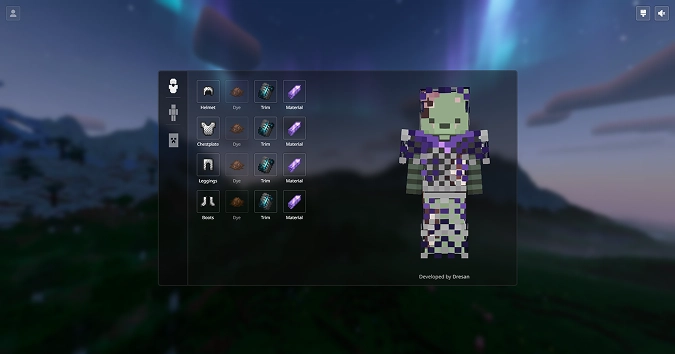 Helmet Dye Trim Material
Chestplate Dye Trim Material
Leggings Dye Trim Material
Boots Dye Trim Material
Developed by Dresan